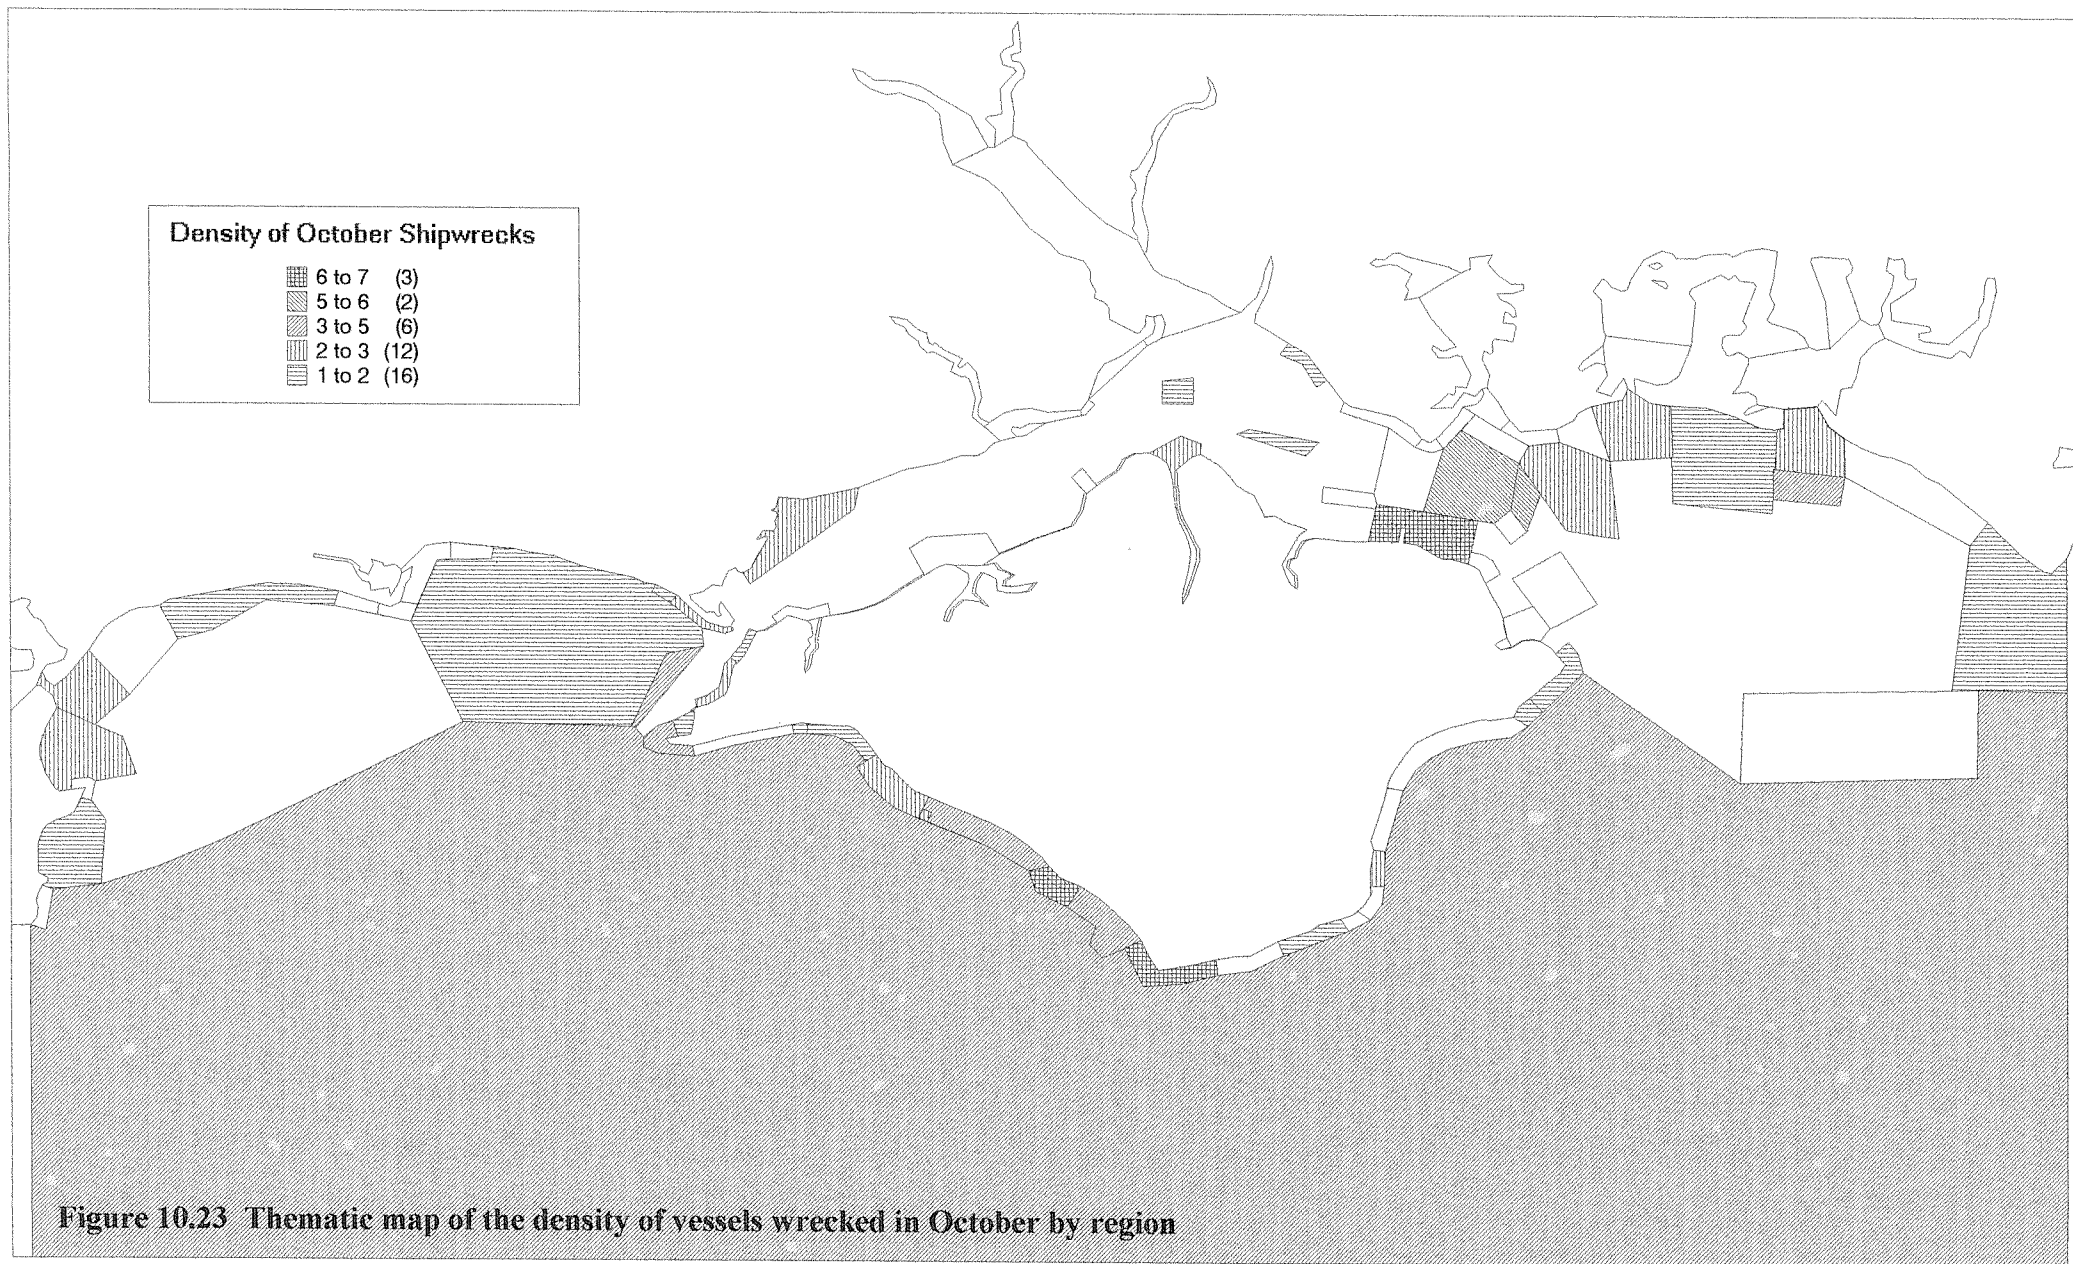 Density of October Shipwrecks
6 to 7 (3)
5 to 6 (2)
3 to 5 (6)
2 to 3 (12)
1 to 2 (16)
Figure 10.23 Thematic map of the density of vessels wrecked in October by region